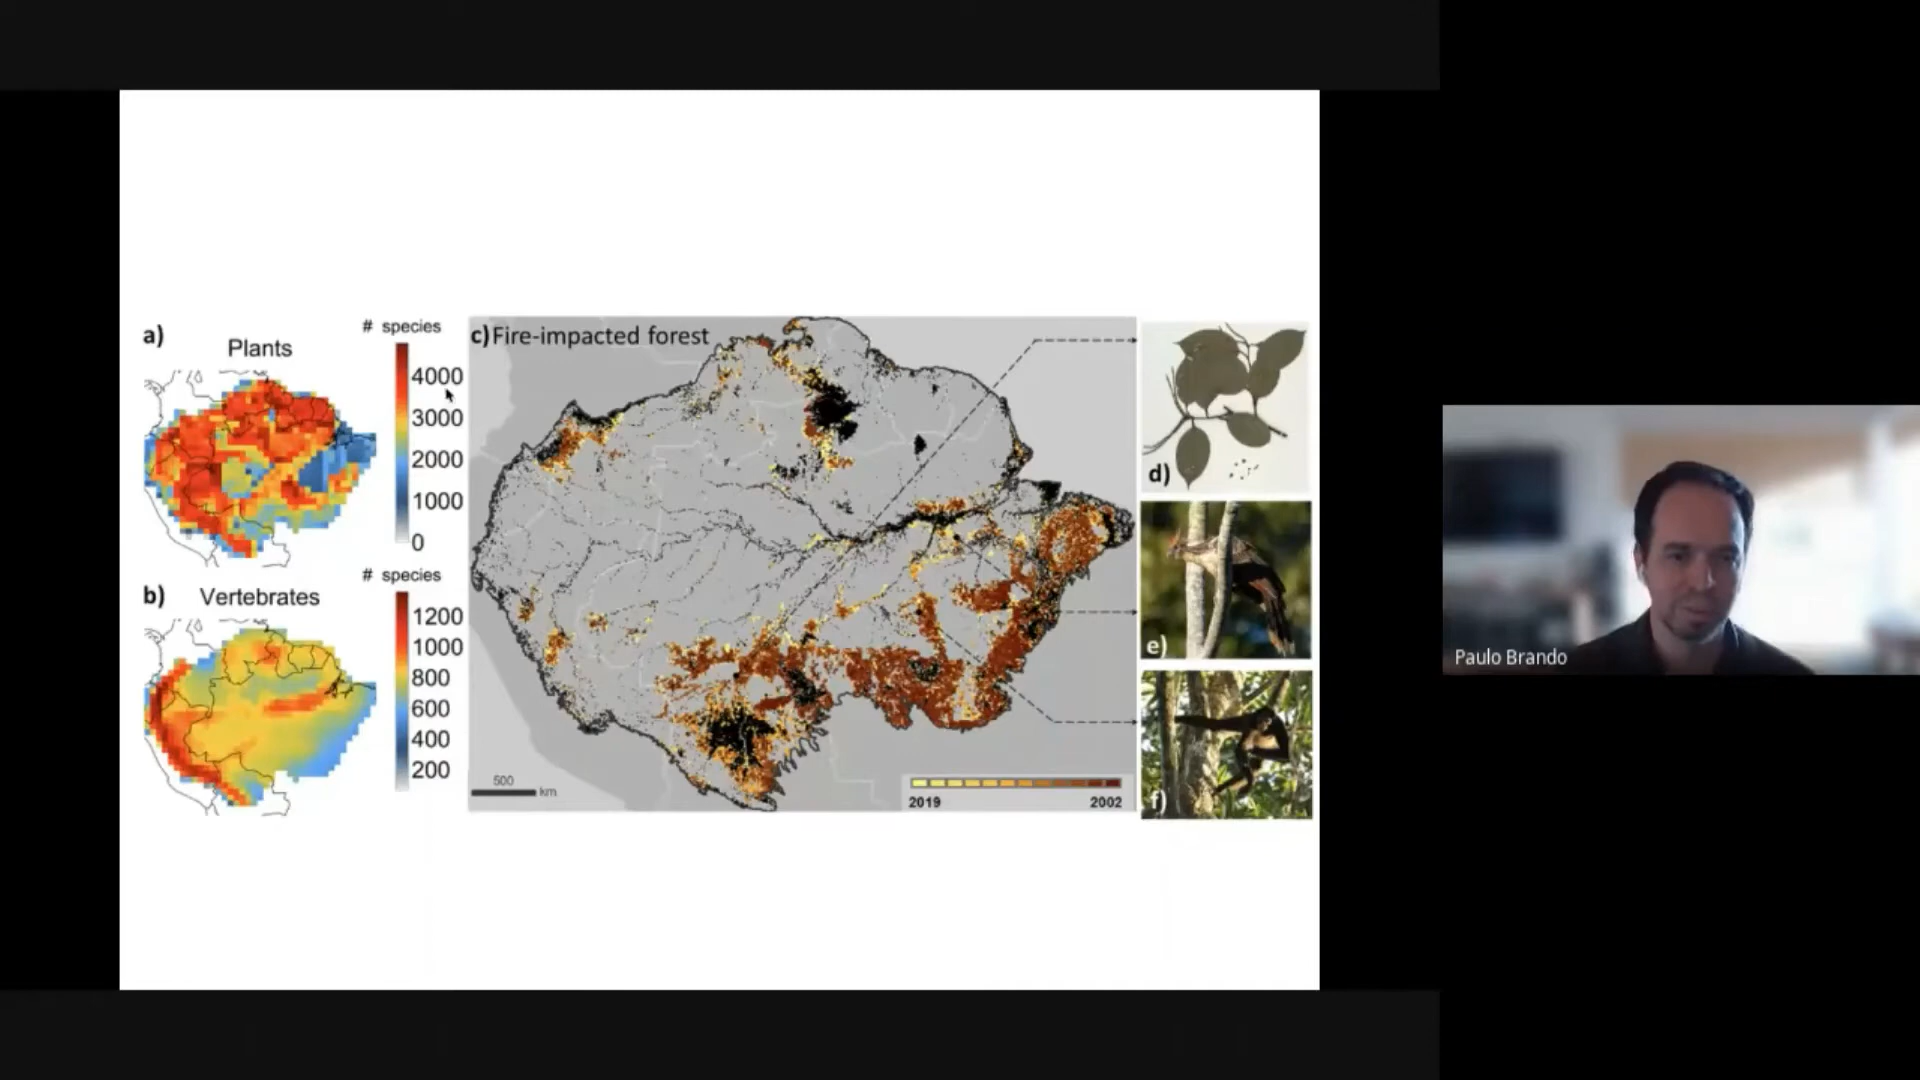 a)
Plants
# species
4000
3000
2000
1000
0
b)
Vertebrates
# species
1200
1000
800
600
400
200
c) Fire-impacted forest
500
km
2019
2002
d)
e)
f)
Paulo Brando